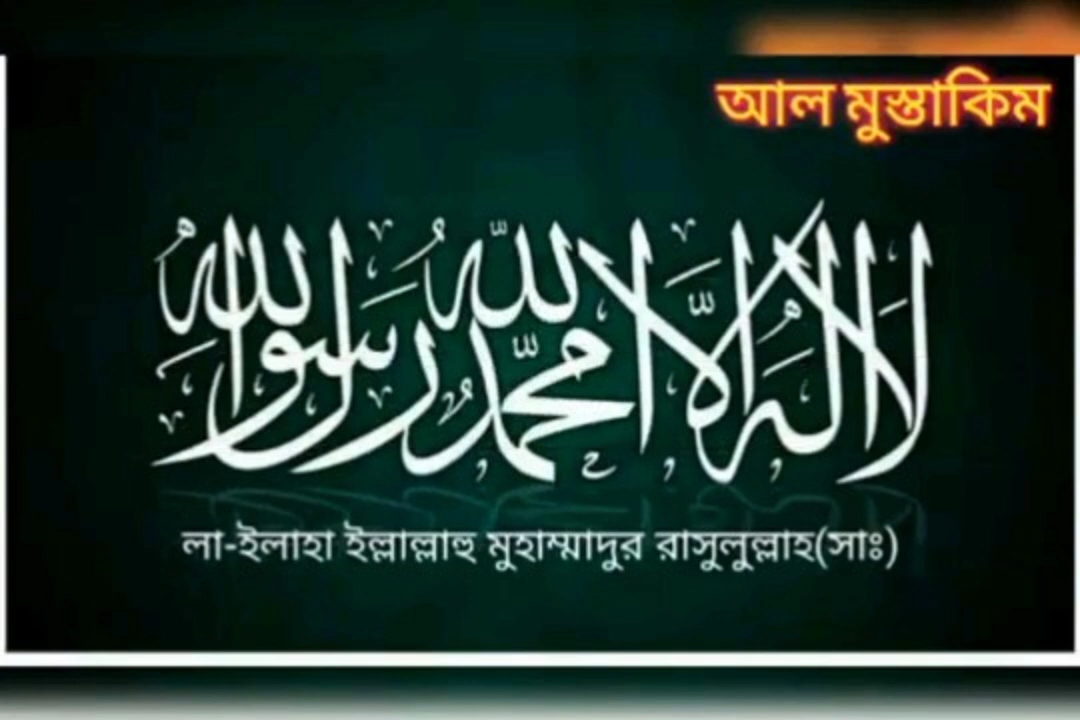 আল মুস্তাকিম
لا اله الا الله محمد رسول الله
লা-ইলাহা ইল্লাল্লাহু মুহাম্মাদুর রাসুলুল্লাহ(সাঃ)